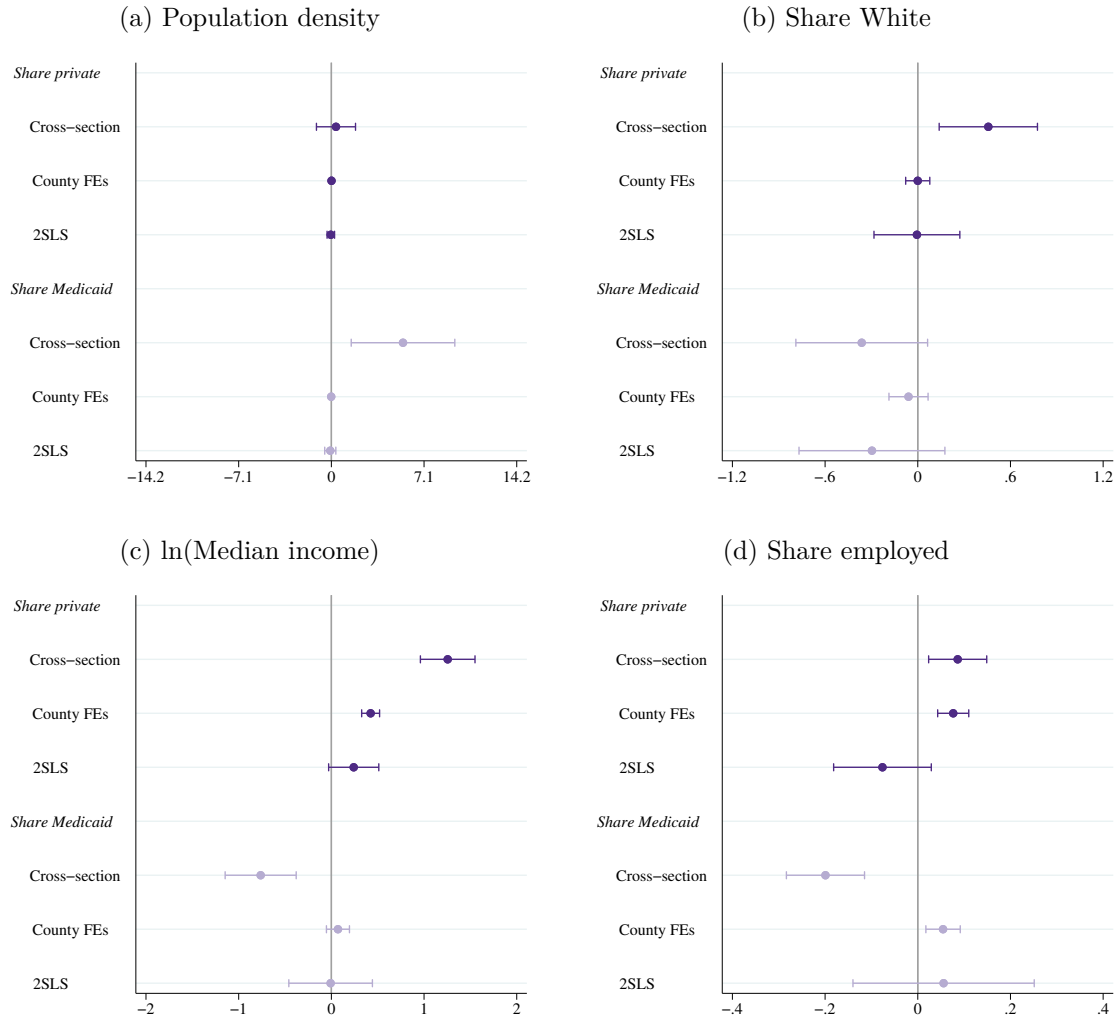 (a) Population density
Share private
Cross−section
County FEs
2SLS
Share Medicaid
Cross−section
County FEs
2SLS
−14.2 −7.1 0 7.1 14.2
(b) Share White
Share private
Cross−section
County FEs
2SLS
Share Medicaid
Cross−section
County FEs
2SLS
−1.2 −.6 0 .6 1.2
(c) ln(Median income)
Share private
Cross−section
County FEs
2SLS
Share Medicaid
Cross−section
County FEs
2SLS
−2 −1 0 1 2
(d) Share employed
Share private
Cross−section
County FEs
2SLS
Share Medicaid
Cross−section
County FEs
2SLS
−.4 −.2 0 .2 .4